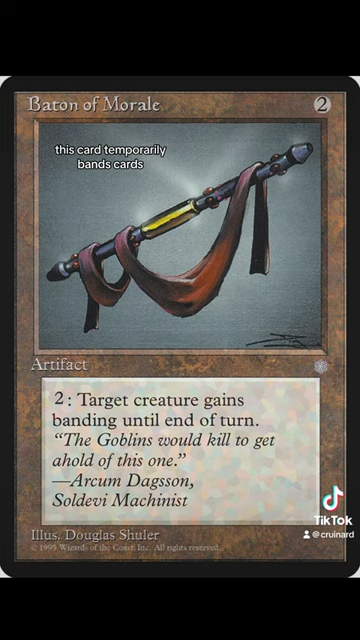 Baton of Morale 2
this card temporarily
bands cards
Artifact
2: Target creature gains
banding until end of turn.
“The Goblins would kill to get
ahold of this one.”
—Arcum Dagsson,
Soldevi Machinist
TikTok
@cruinard
Illus. Douglas Shuler
© 1995 Wizards of the Coast, Inc. All rights reserved.